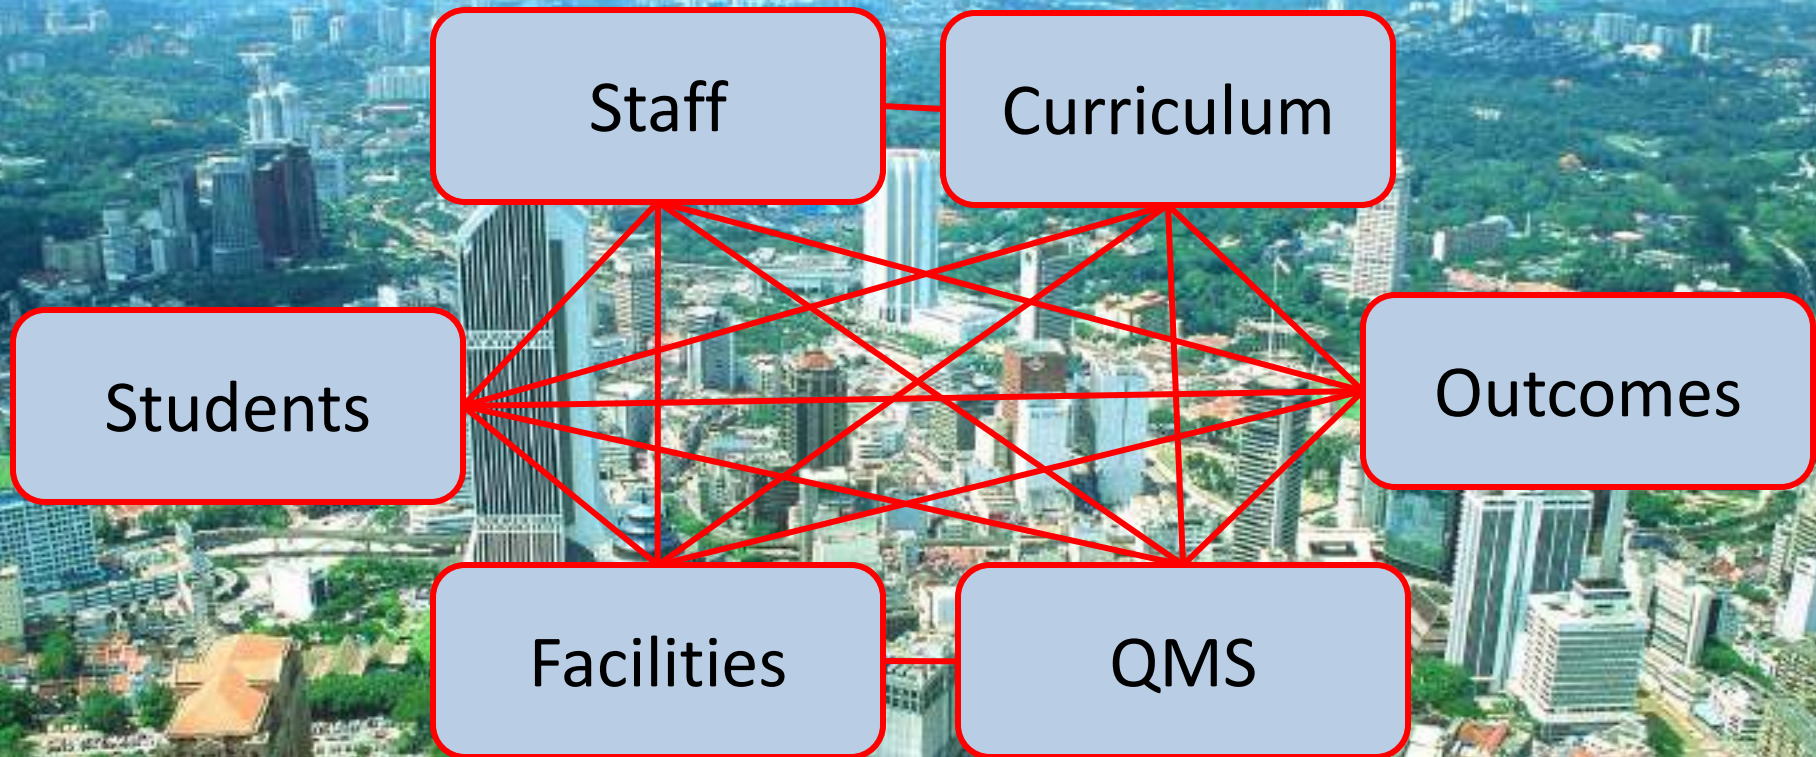 Staff
Curriculum
Students
Outcomes
Facilities
QMS